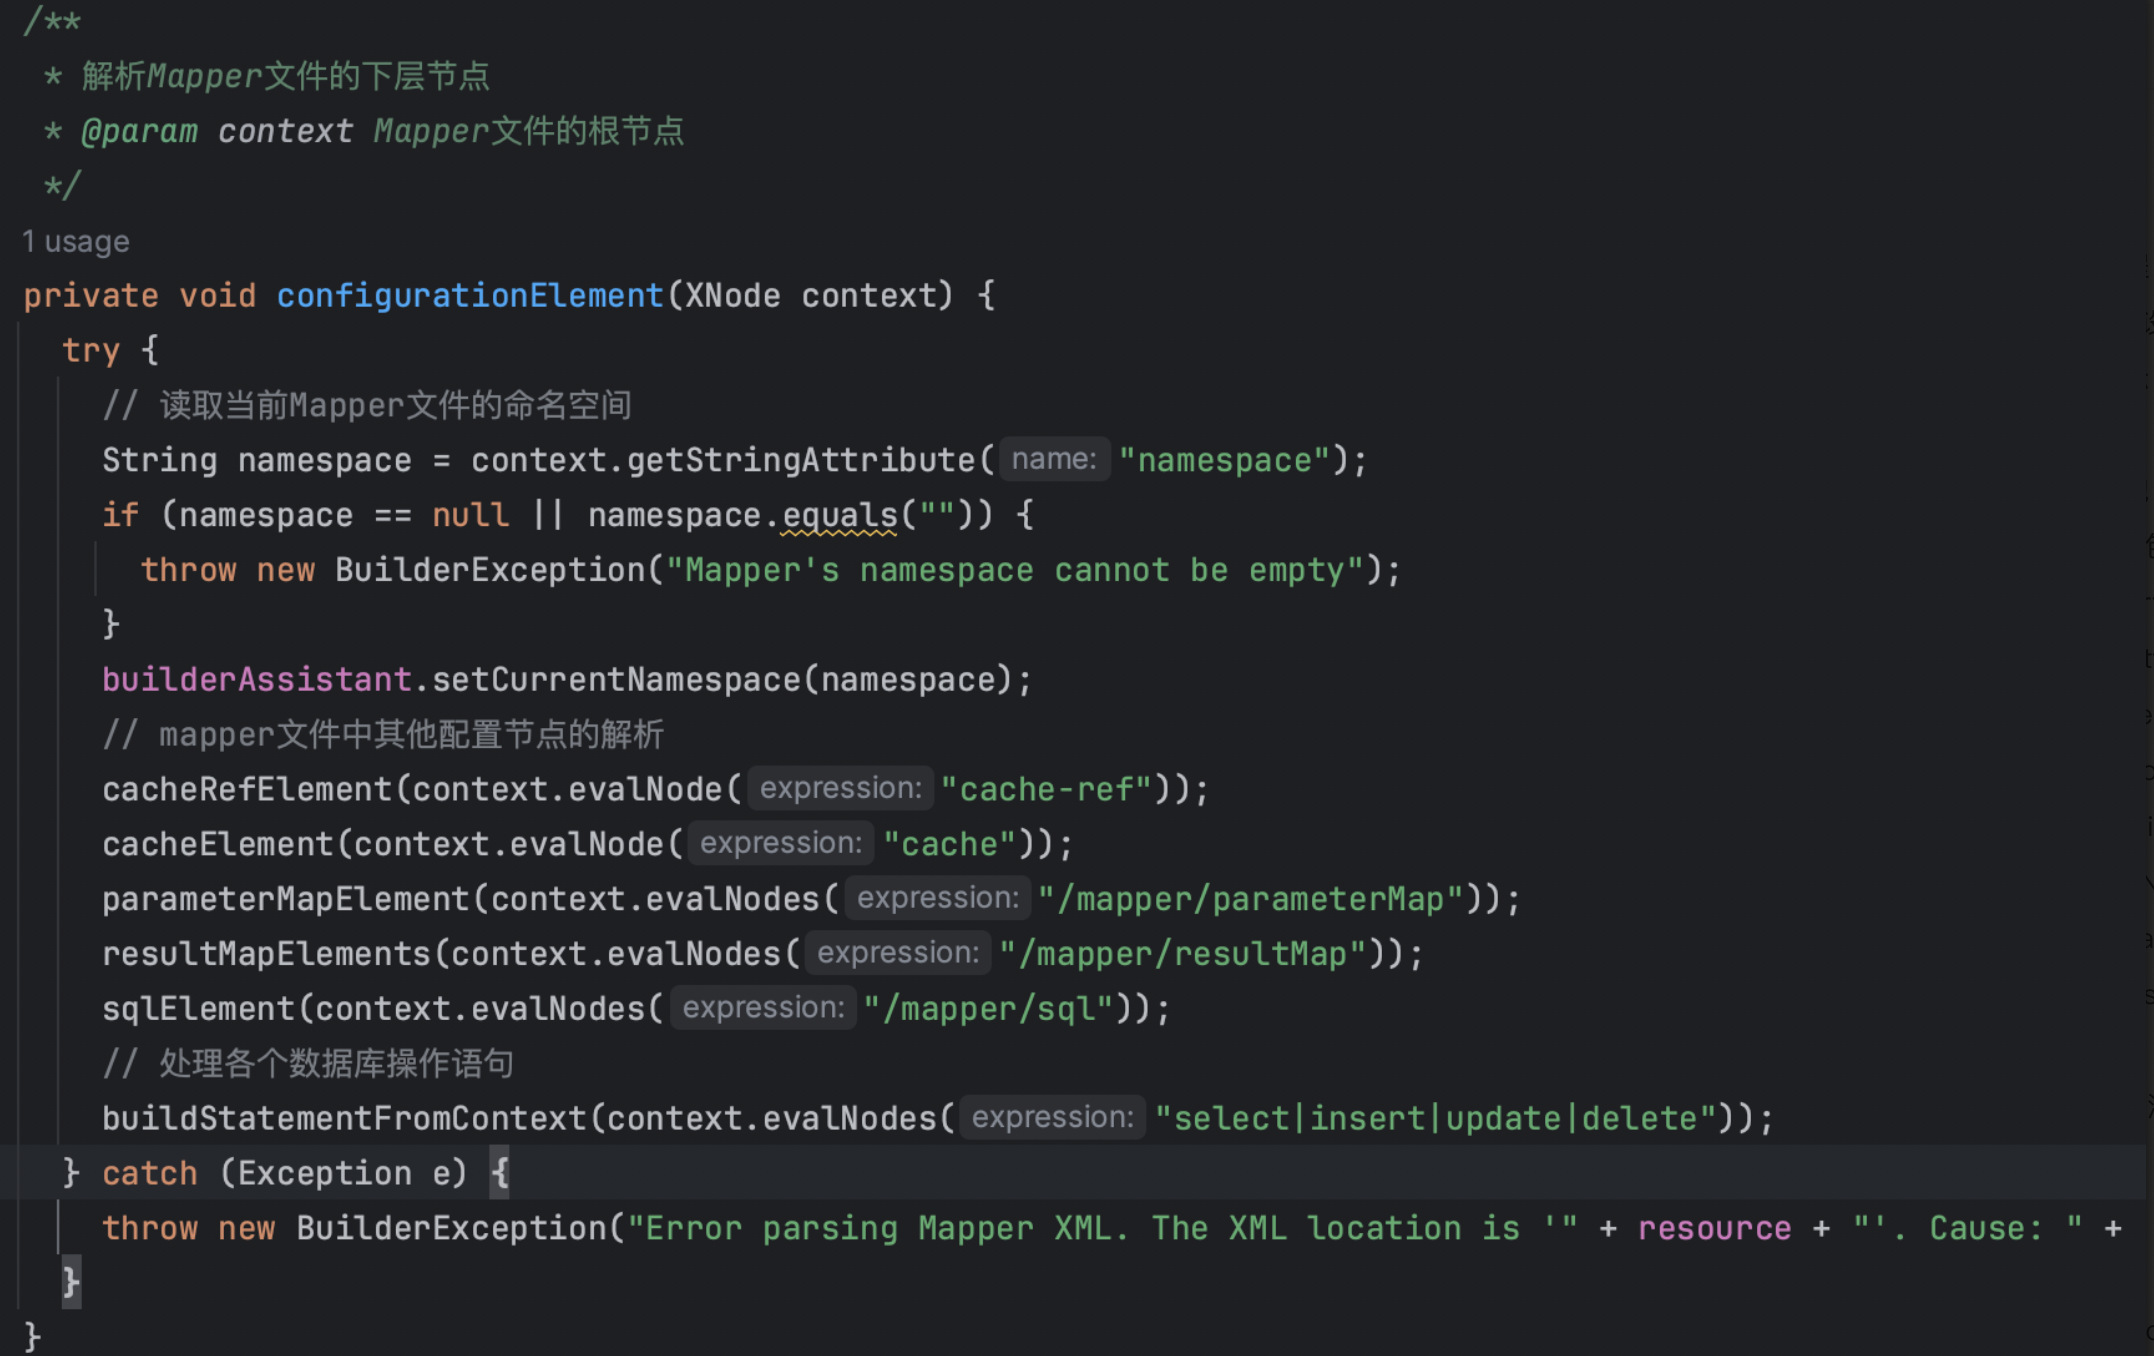 /**
 * 解析Mapper文件的下层节点
 * @param context Mapper文件的根节点
 */
1 usage
private void configurationElement(XNode context) {
  try {
    // 读取当前Mapper文件的命名空间
    String namespace = context.getStringAttribute( name: "namespace");
    if (namespace == null || namespace.equals("")) {
      throw new BuilderException("Mapper's namespace cannot be empty");
    }
    builderAssistant.setCurrentNamespace(namespace);
    // mapper文件中其他配置节点的解析
    cacheRefElement(context.evalNode( expression: "cache-ref"));
    cacheElement(context.evalNode( expression: "cache"));
    parameterMapElement(context.evalNodes( expression: "/mapper/parameterMap"));
    resultMapElements(context.evalNodes( expression: "/mapper/resultMap"));
    sqlElement(context.evalNodes( expression: "/mapper/sql"));
    // 处理各个数据库操作语句
    buildStatementFromContext(context.evalNodes( expression: "select|insert|update|delete"));
  } catch (Exception e) {
    throw new BuilderException("Error parsing Mapper XML. The XML location is '" + resource + "'. Cause: " +
  }
}